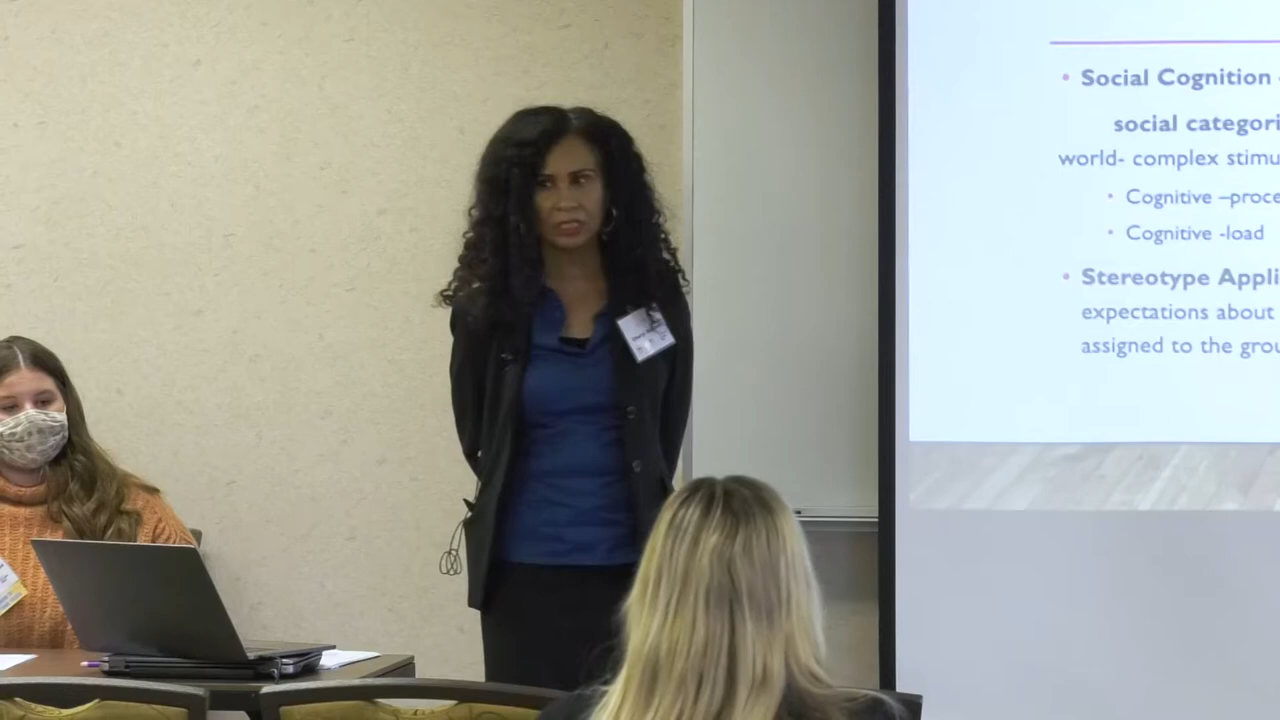 Social Cognition
social categori
world- complex stimu
Cognitive –proce
Cognitive -load
Stereotype Appli
expectations about
assigned to the grou